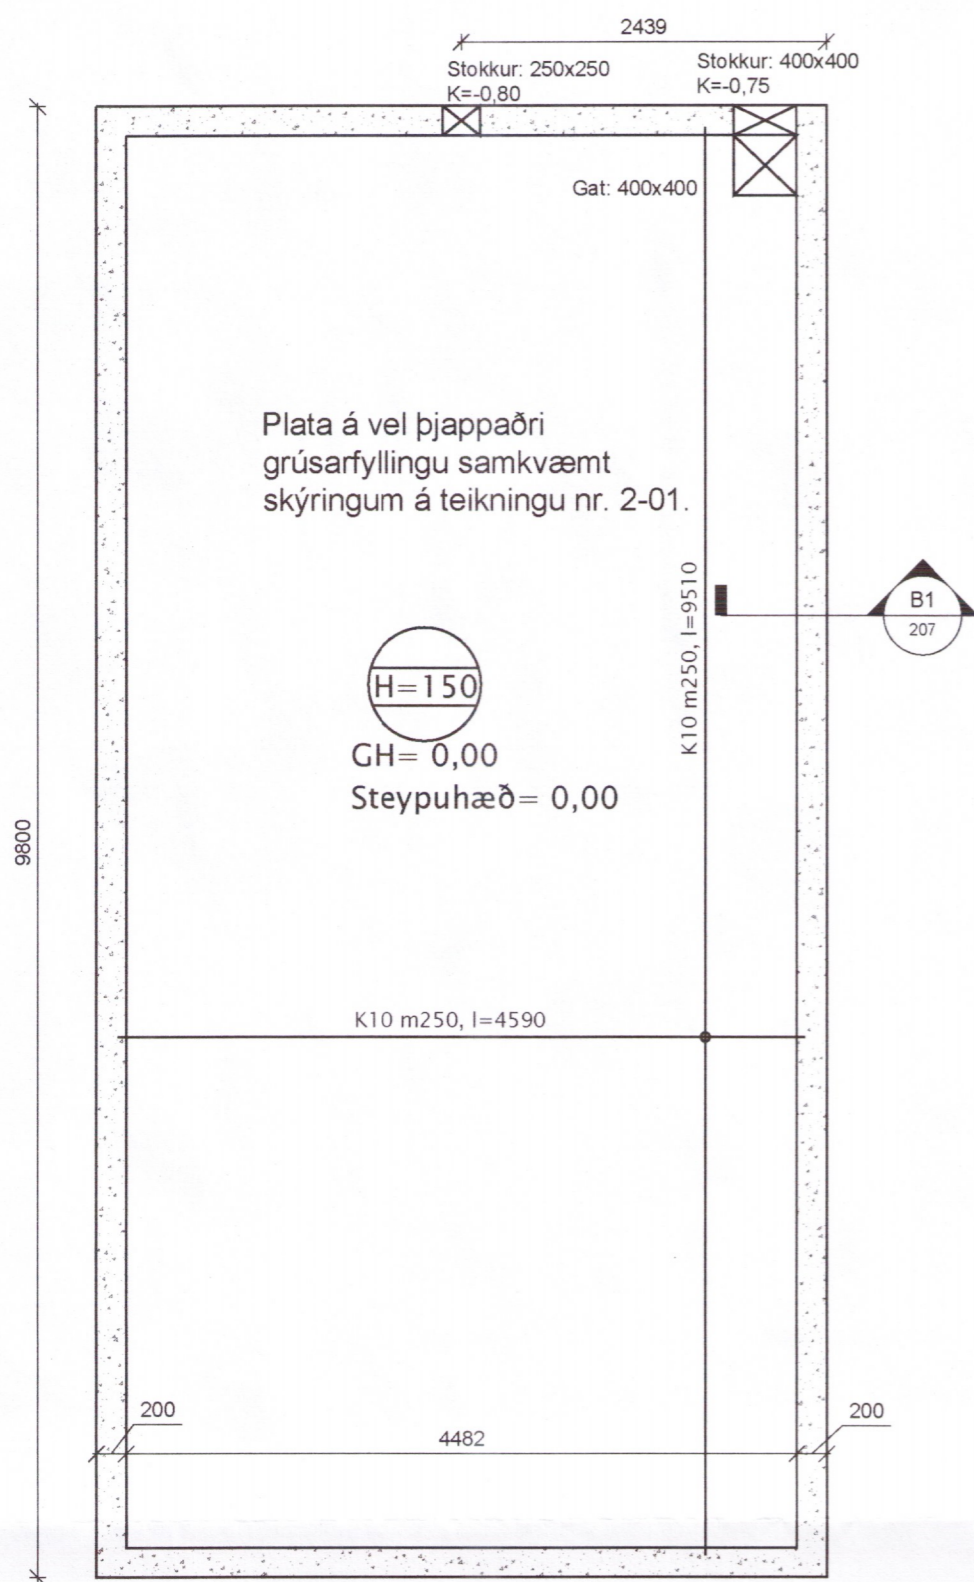 2439
Stokkur: 250x250
K=-0,80
Stokkur: 400x400
K=-0,75
Gat: 400x400
Plata á vel þjappaðri
grúsarfyllingu samkvæmt
skýringum á teikningu nr. 2-01.
K10 m250, l=9510
B1
207
H=150
GH= 0,00
Steypuhæð= 0,00
9800
K10 m250, l=4590
200
4482
200